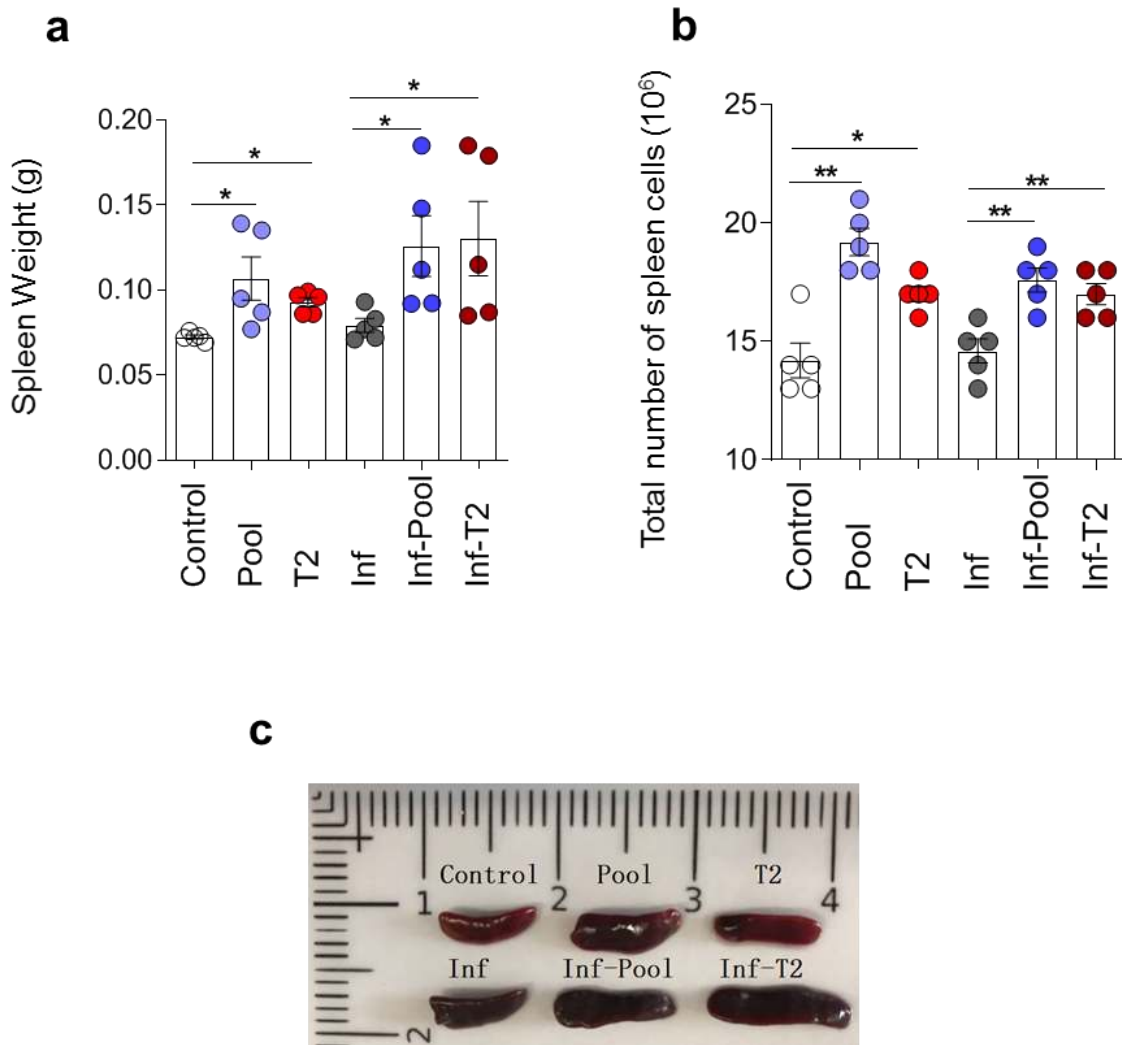 a
Spleen Weight (g)
0.20
0.15
0.10
0.05
0.00
*
*
*
*
Control
Pool
T2
Inf
Inf-Pool
Inf-T2
b
Total number of spleen cells (10⁶)
25
20
15
10
*
**
**
**
Control
Pool
T2
Inf
Inf-Pool
Inf-T2
c
Control Pool T2
1 2 3 4
Inf Inf-Pool Inf-T2
2